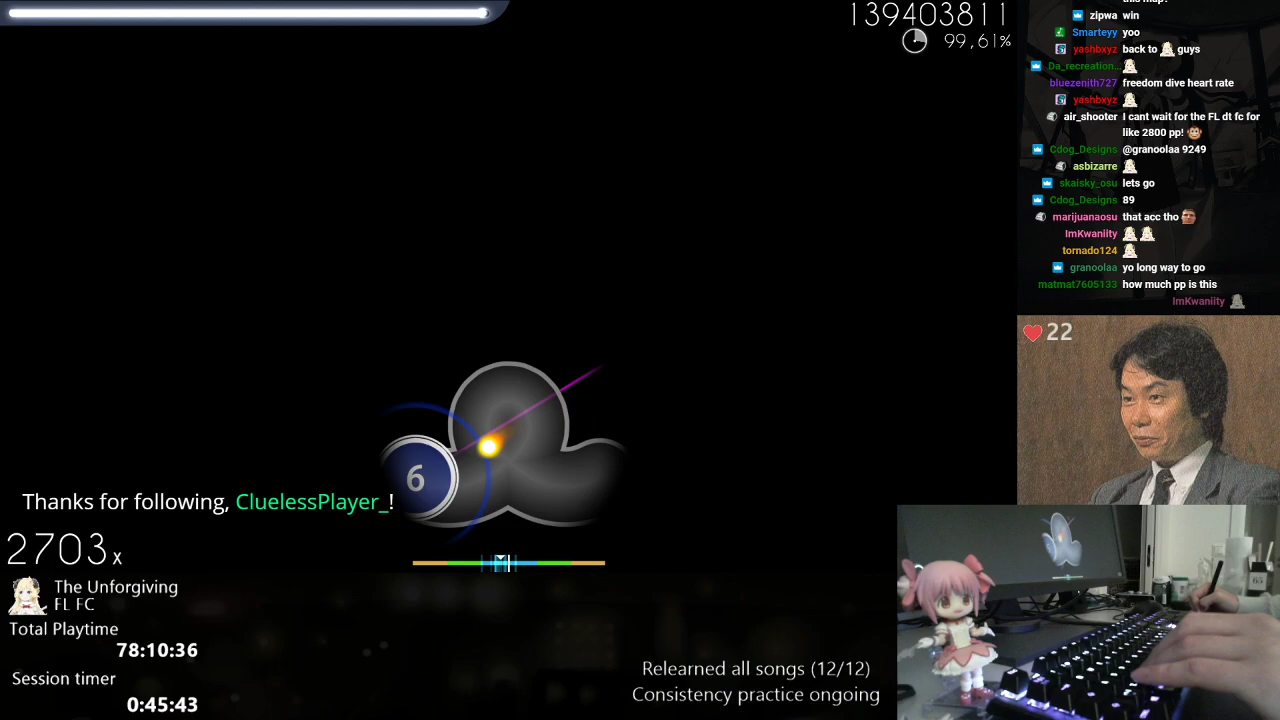 139403811
99,61%
this map?
zipwa win
Smarteyy yoo
yashbxyz back to guys
Da_recreation...
bluezenith727 freedom dive heart rate
yashbxyz
air_shooter I cant wait for the FL dt fc for
like 2800 pp!
Cdog_Designs @granoolaa 9249
asbizarre
skaisky_osu lets go
Cdog_Designs 89
marijuanaosu that acc tho
ImKwaniity
tornado124
granoolaa yo long way to go
matmat7605133 how much pp is this
ImKwaniity
22
6
Thanks for following, CluelessPlayer_!
2703x
The Unforgiving
FL FC
Total Playtime
78:10:36
Session timer
0:45:43
Relearned all songs (12/12)
Consistency practice ongoing